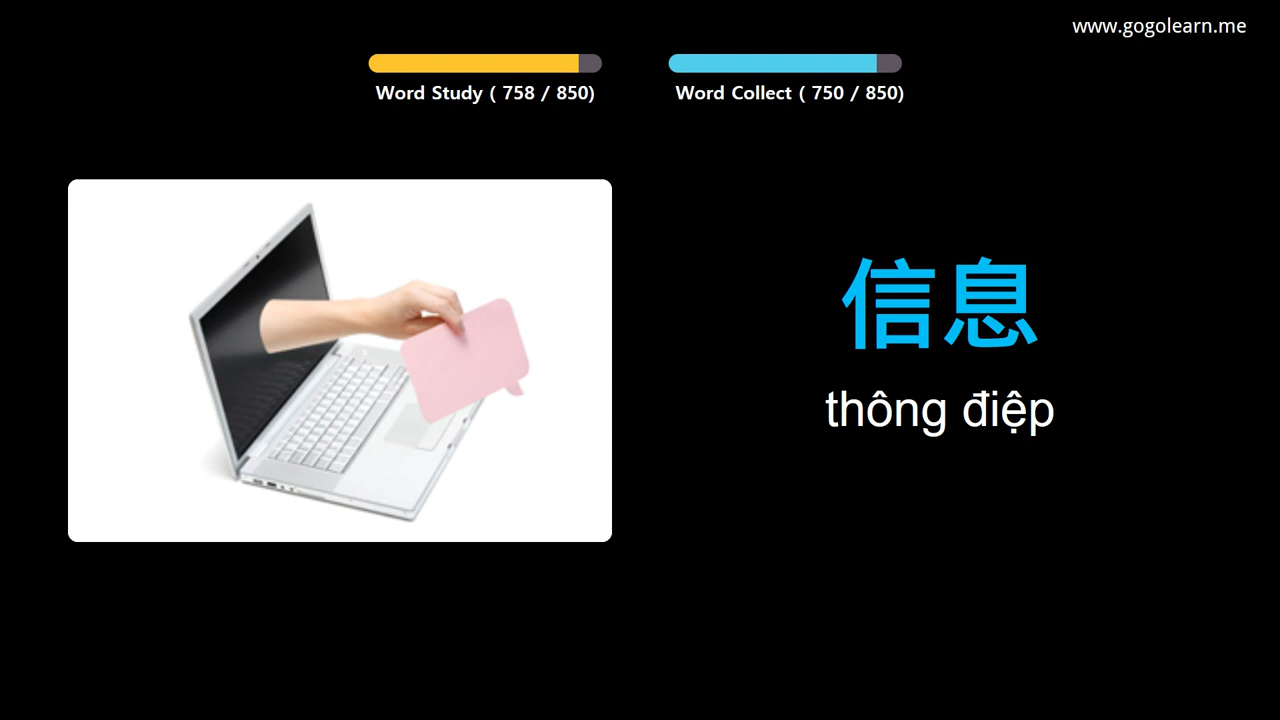 www.gogolearn.me
Word Study ( 758 / 850)
Word Collect ( 750 / 850)
信息
thông điệp